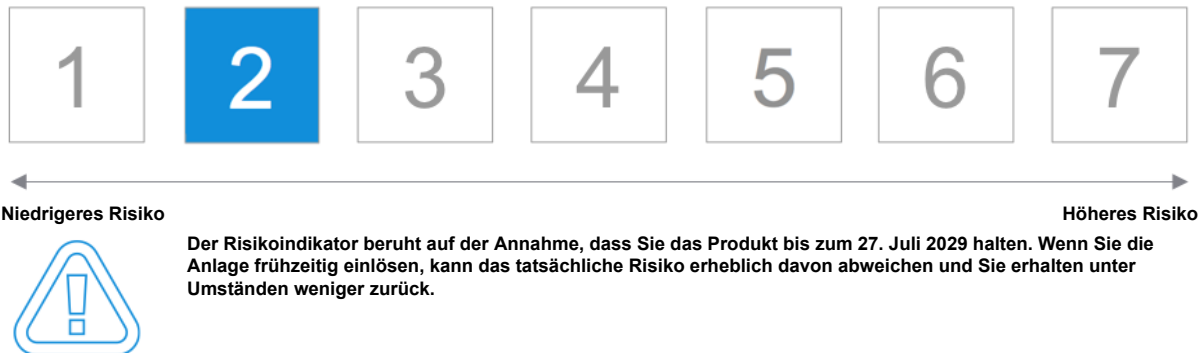 1 2 3 4 5 6 7
Niedrigeres Risiko Höheres Risiko
Der Risikoindikator beruht auf der Annahme, dass Sie das Produkt bis zum 27. Juli 2029 halten. Wenn Sie die
Anlage frühzeitig einlösen, kann das tatsächliche Risiko erheblich davon abweichen und Sie erhalten unter
Umständen weniger zurück.